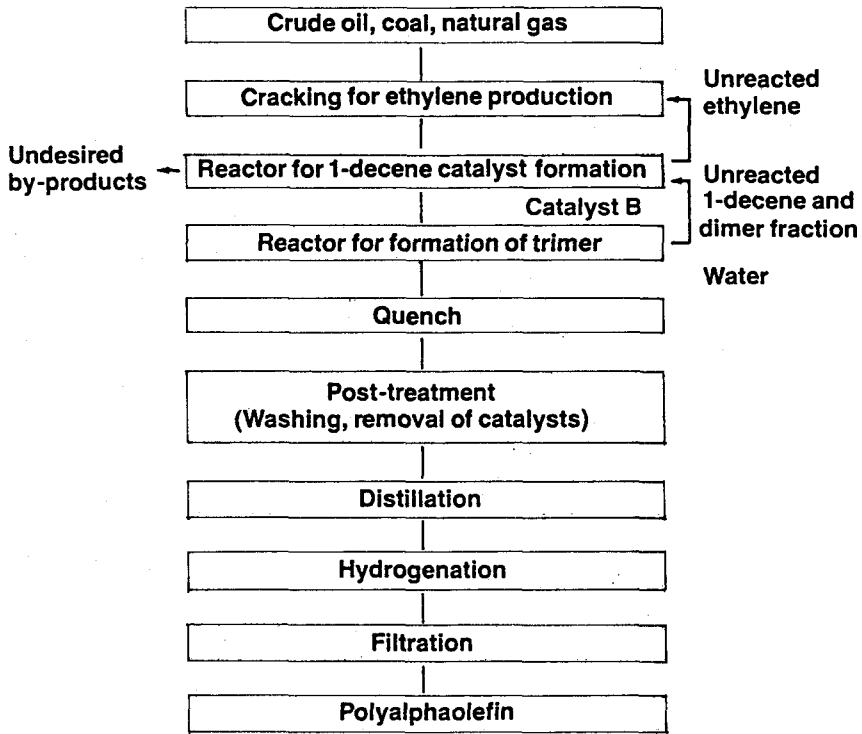 Crude oil, coal, natural gas
Cracking for ethylene production
Unreacted
ethylene
Undesired
by-products
Reactor for 1-decene catalyst formation
Unreacted
1-decene and
dimer fraction
Catalyst B
Reactor for formation of trimer
Water
Quench
Post-treatment
(Washing, removal of catalysts)
Distillation
Hydrogenation
Filtration
Polyalphaolefin